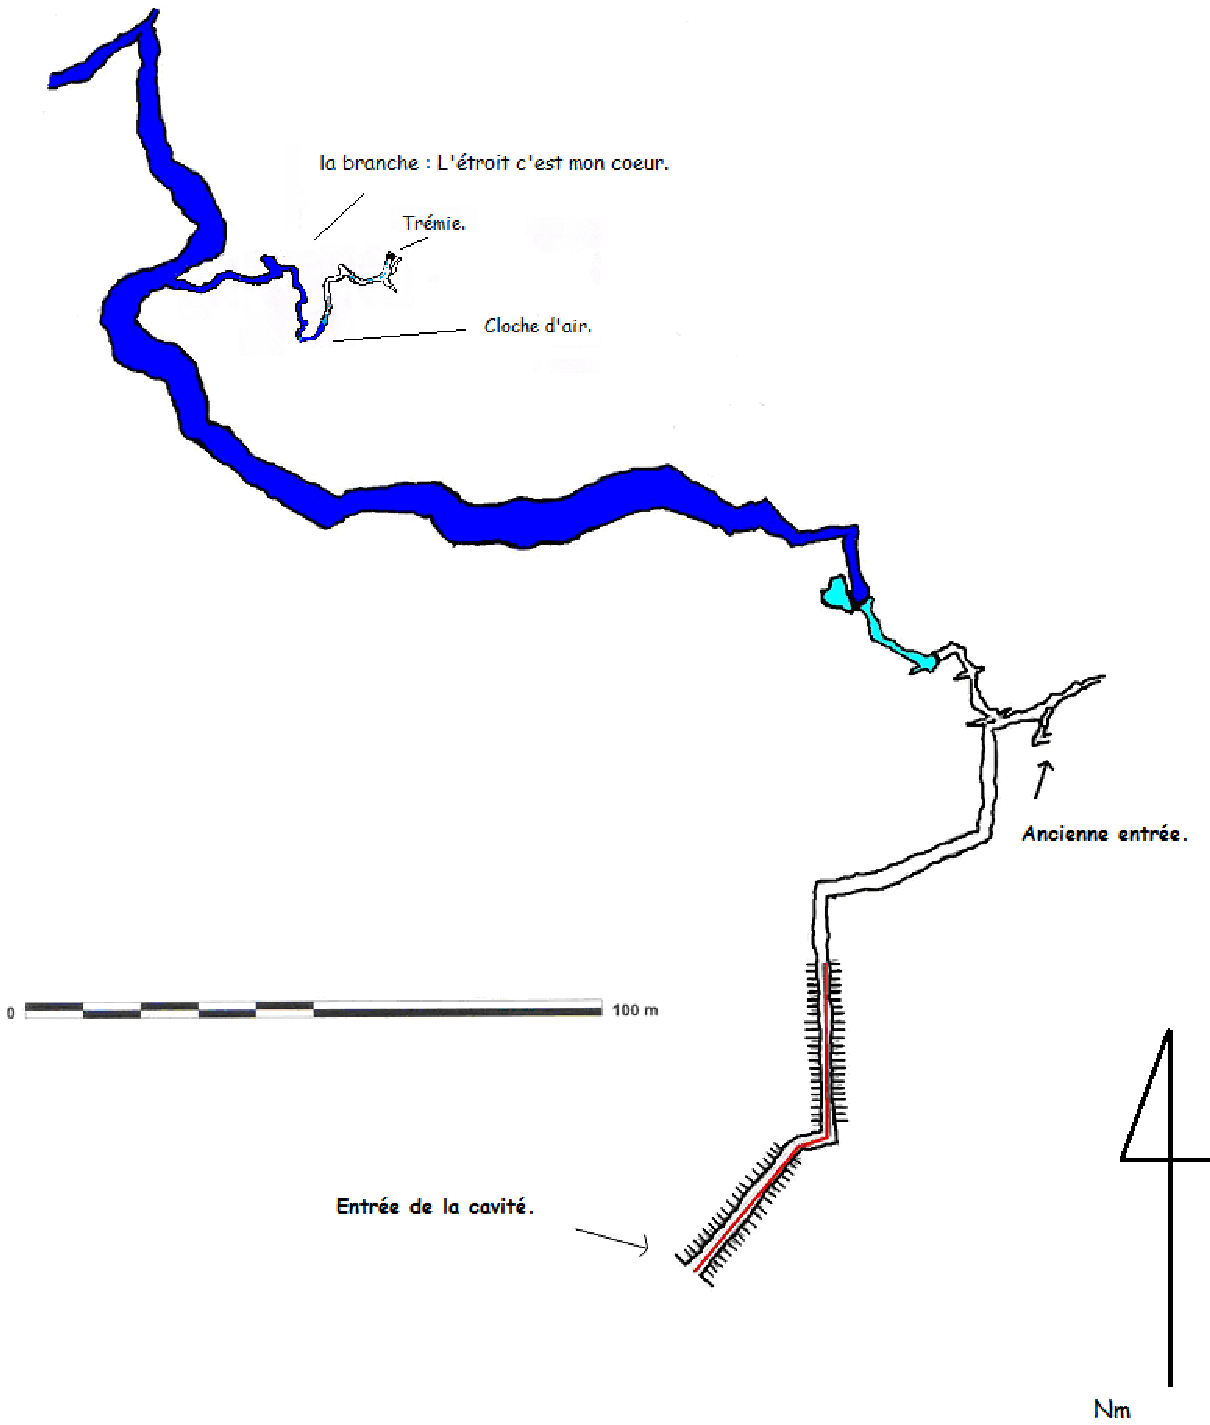 la branche : L'étroit c'est mon coeur.
Trémie.
Cloche d'air.
Ancienne entrée.
0
100 m
Entrée de la cavité.
Nm